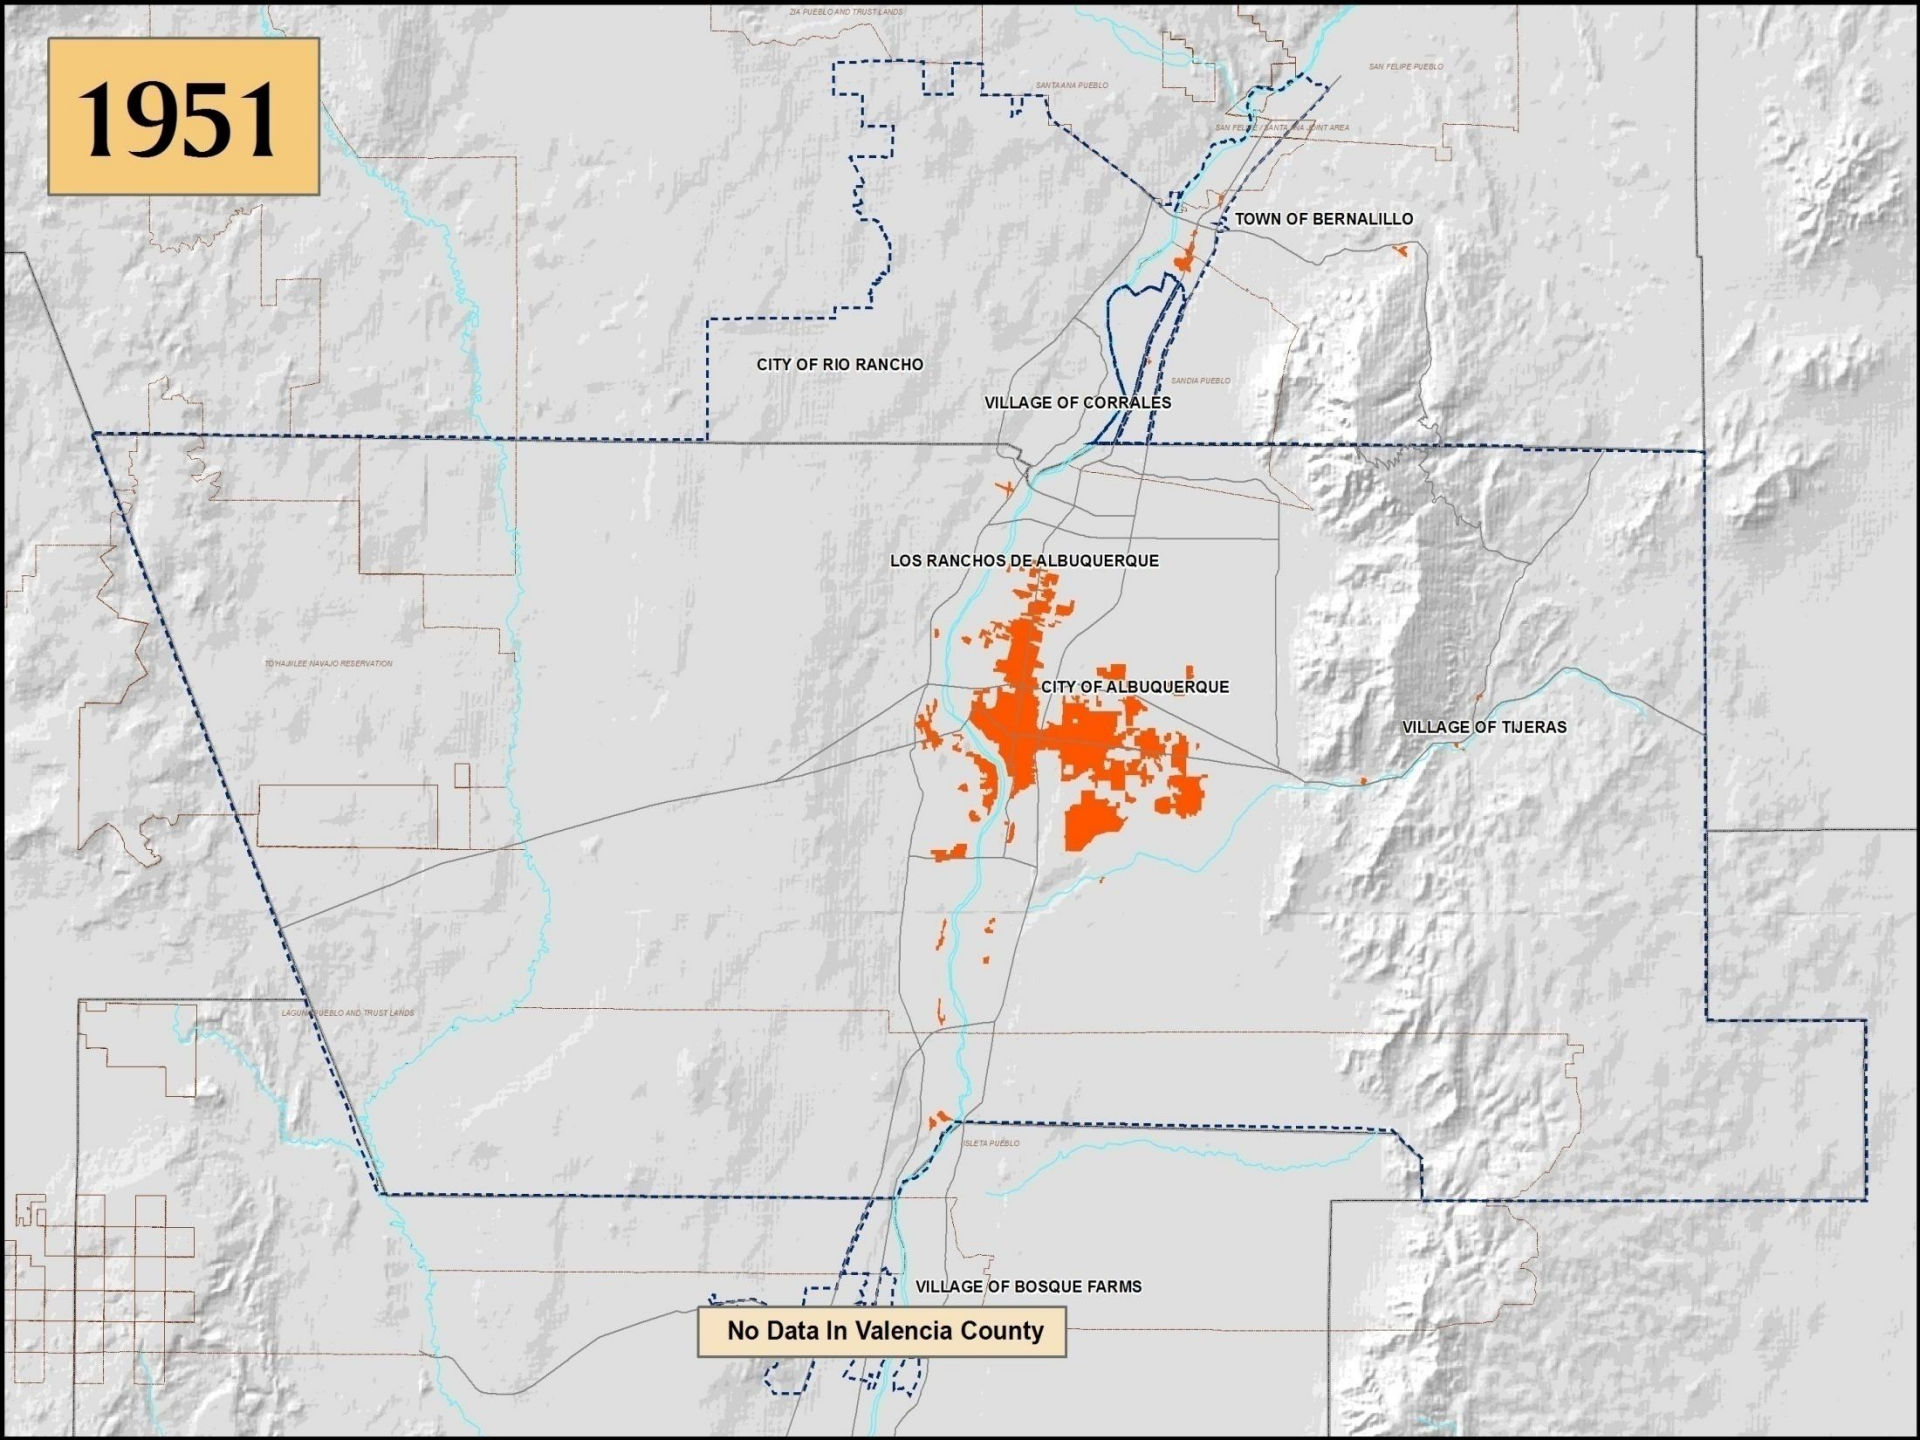 1951
ZIA PUEBLO AND TRUST LANDS
SAN FELIPE PUEBLO
SANTA ANA PUEBLO
SAN FELIPE / SANTA ANA JOINT AREA
TOWN OF BERNALILLO
CITY OF RIO RANCHO
SANDIA PUEBLO
VILLAGE OF CORRALES
LOS RANCHOS DE ALBUQUERQUE
TO'HAJIILEE NAVAJO RESERVATION
CITY OF ALBUQUERQUE
VILLAGE OF TIJERAS
LAGUNA PUEBLO AND TRUST LANDS
ISLETA PUEBLO
VILLAGE OF BOSQUE FARMS
No Data In Valencia County